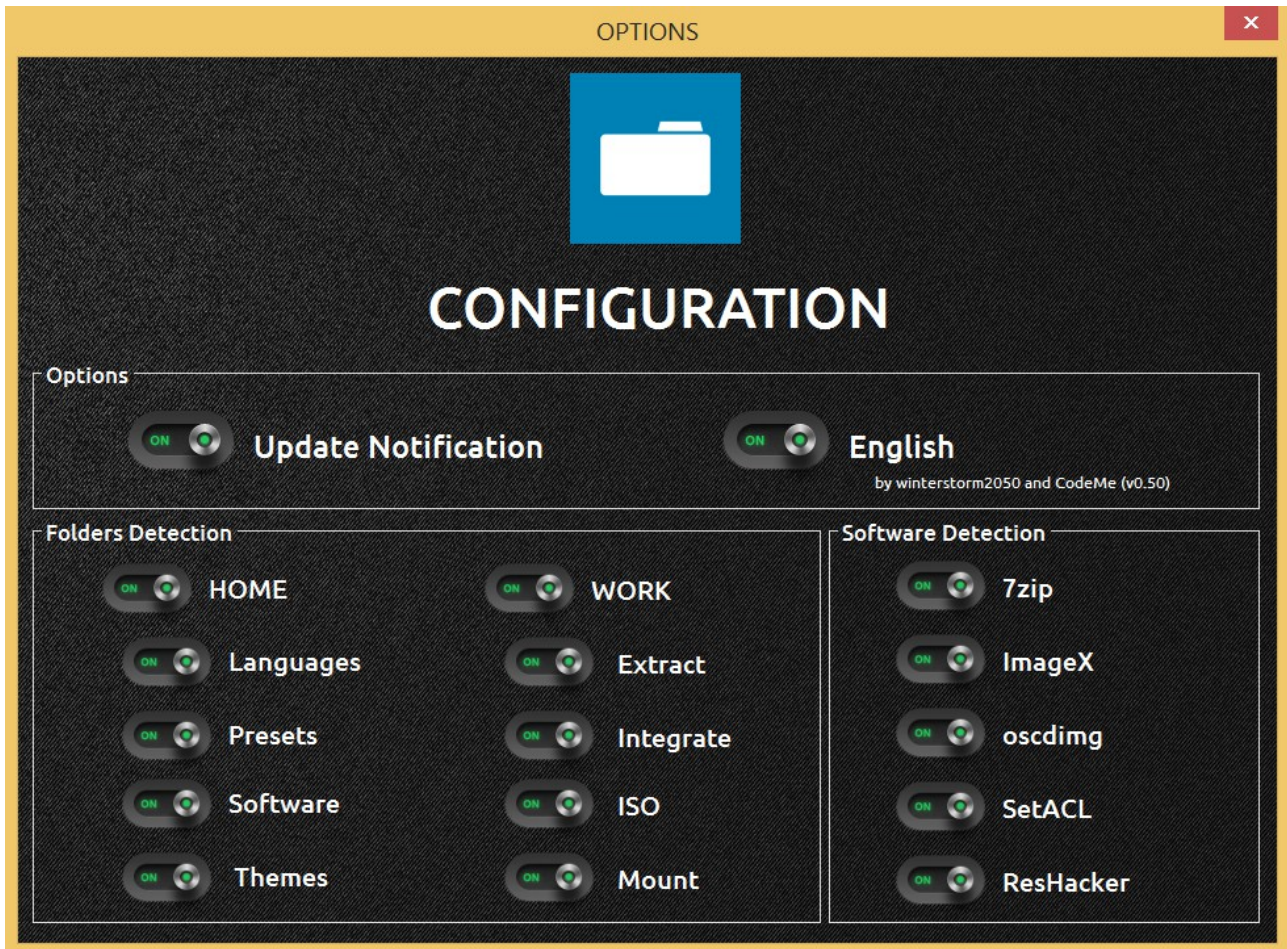 OPTIONS
CONFIGURATION
Options
ON Update Notification
ON English
by winterstorm2050 and CodeMe (v0.50)
Folders Detection
ON HOME
ON Languages
ON Presets
ON Software
ON Themes
ON WORK
ON Extract
ON Integrate
ON ISO
ON Mount
Software Detection
ON 7zip
ON ImageX
ON oscdimg
ON SetACL
ON ResHacker